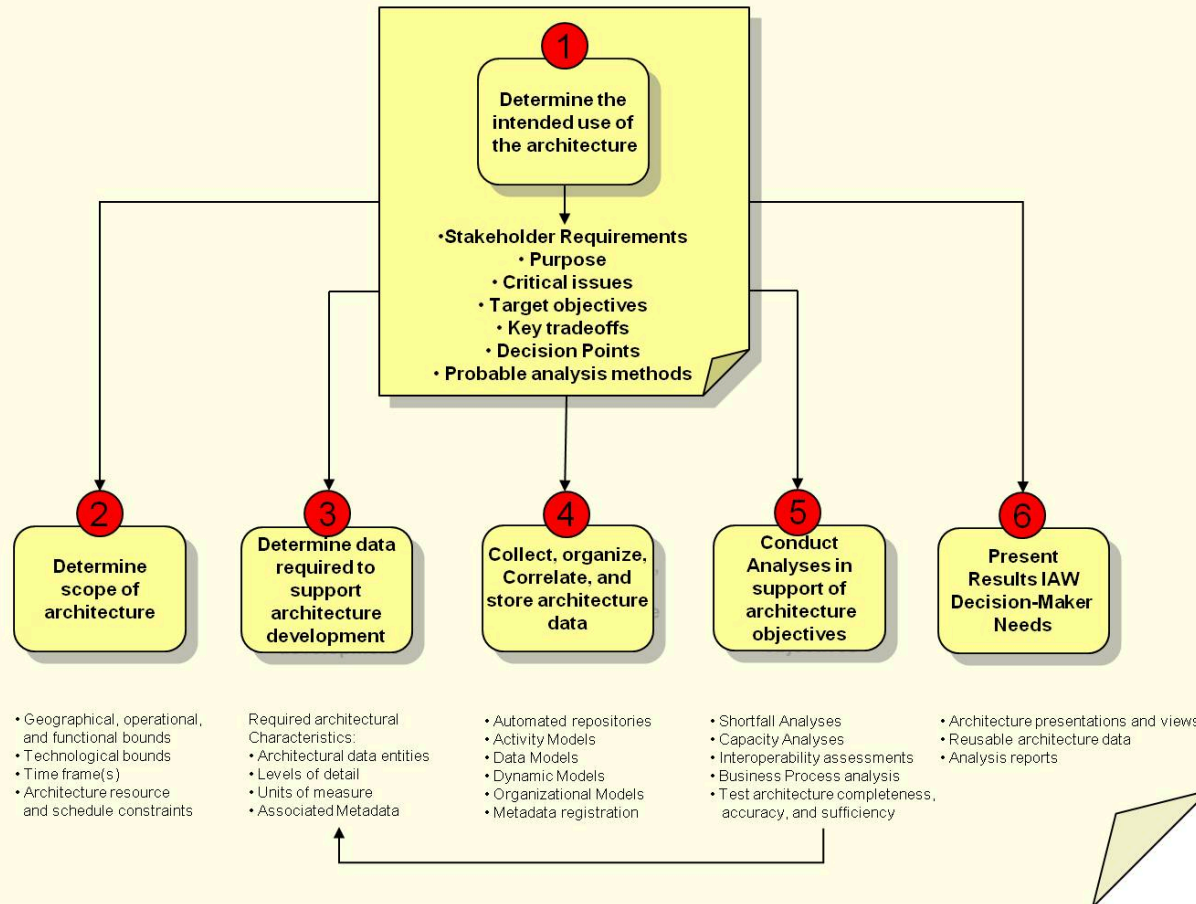 1
Determine the
intended use of
the architecture
•Stakeholder Requirements
• Purpose
• Critical issues
• Target objectives
• Key tradeoffs
• Decision Points
• Probable analysis methods
2
Determine
scope of
architecture
• Geographical, operational,
and functional bounds
• Technological bounds
• Time frame(s)
• Architecture resource
and schedule constraints
3
Determine data
required to
support
architecture
development
Required architectural
Characteristics:
• Architectural data entities
• Levels of detail
• Units of measure
• Associated Metadata
4
Collect, organize,
Correlate, and
store architecture
data
• Automated repositories
• Activity Models
• Data Models
• Dynamic Models
• Organizational Models
• Metadata registration
5
Conduct
Analyses in
support of
architecture
objectives
• Shortfall Analyses
• Capacity Analyses
• Interoperability assessments
• Business Process analysis
• Test architecture completeness,
accuracy, and sufficiency
6
Present
Results IAW
Decision-Maker
Needs
• Architecture presentations and views
• Reusable architecture data
• Analysis reports